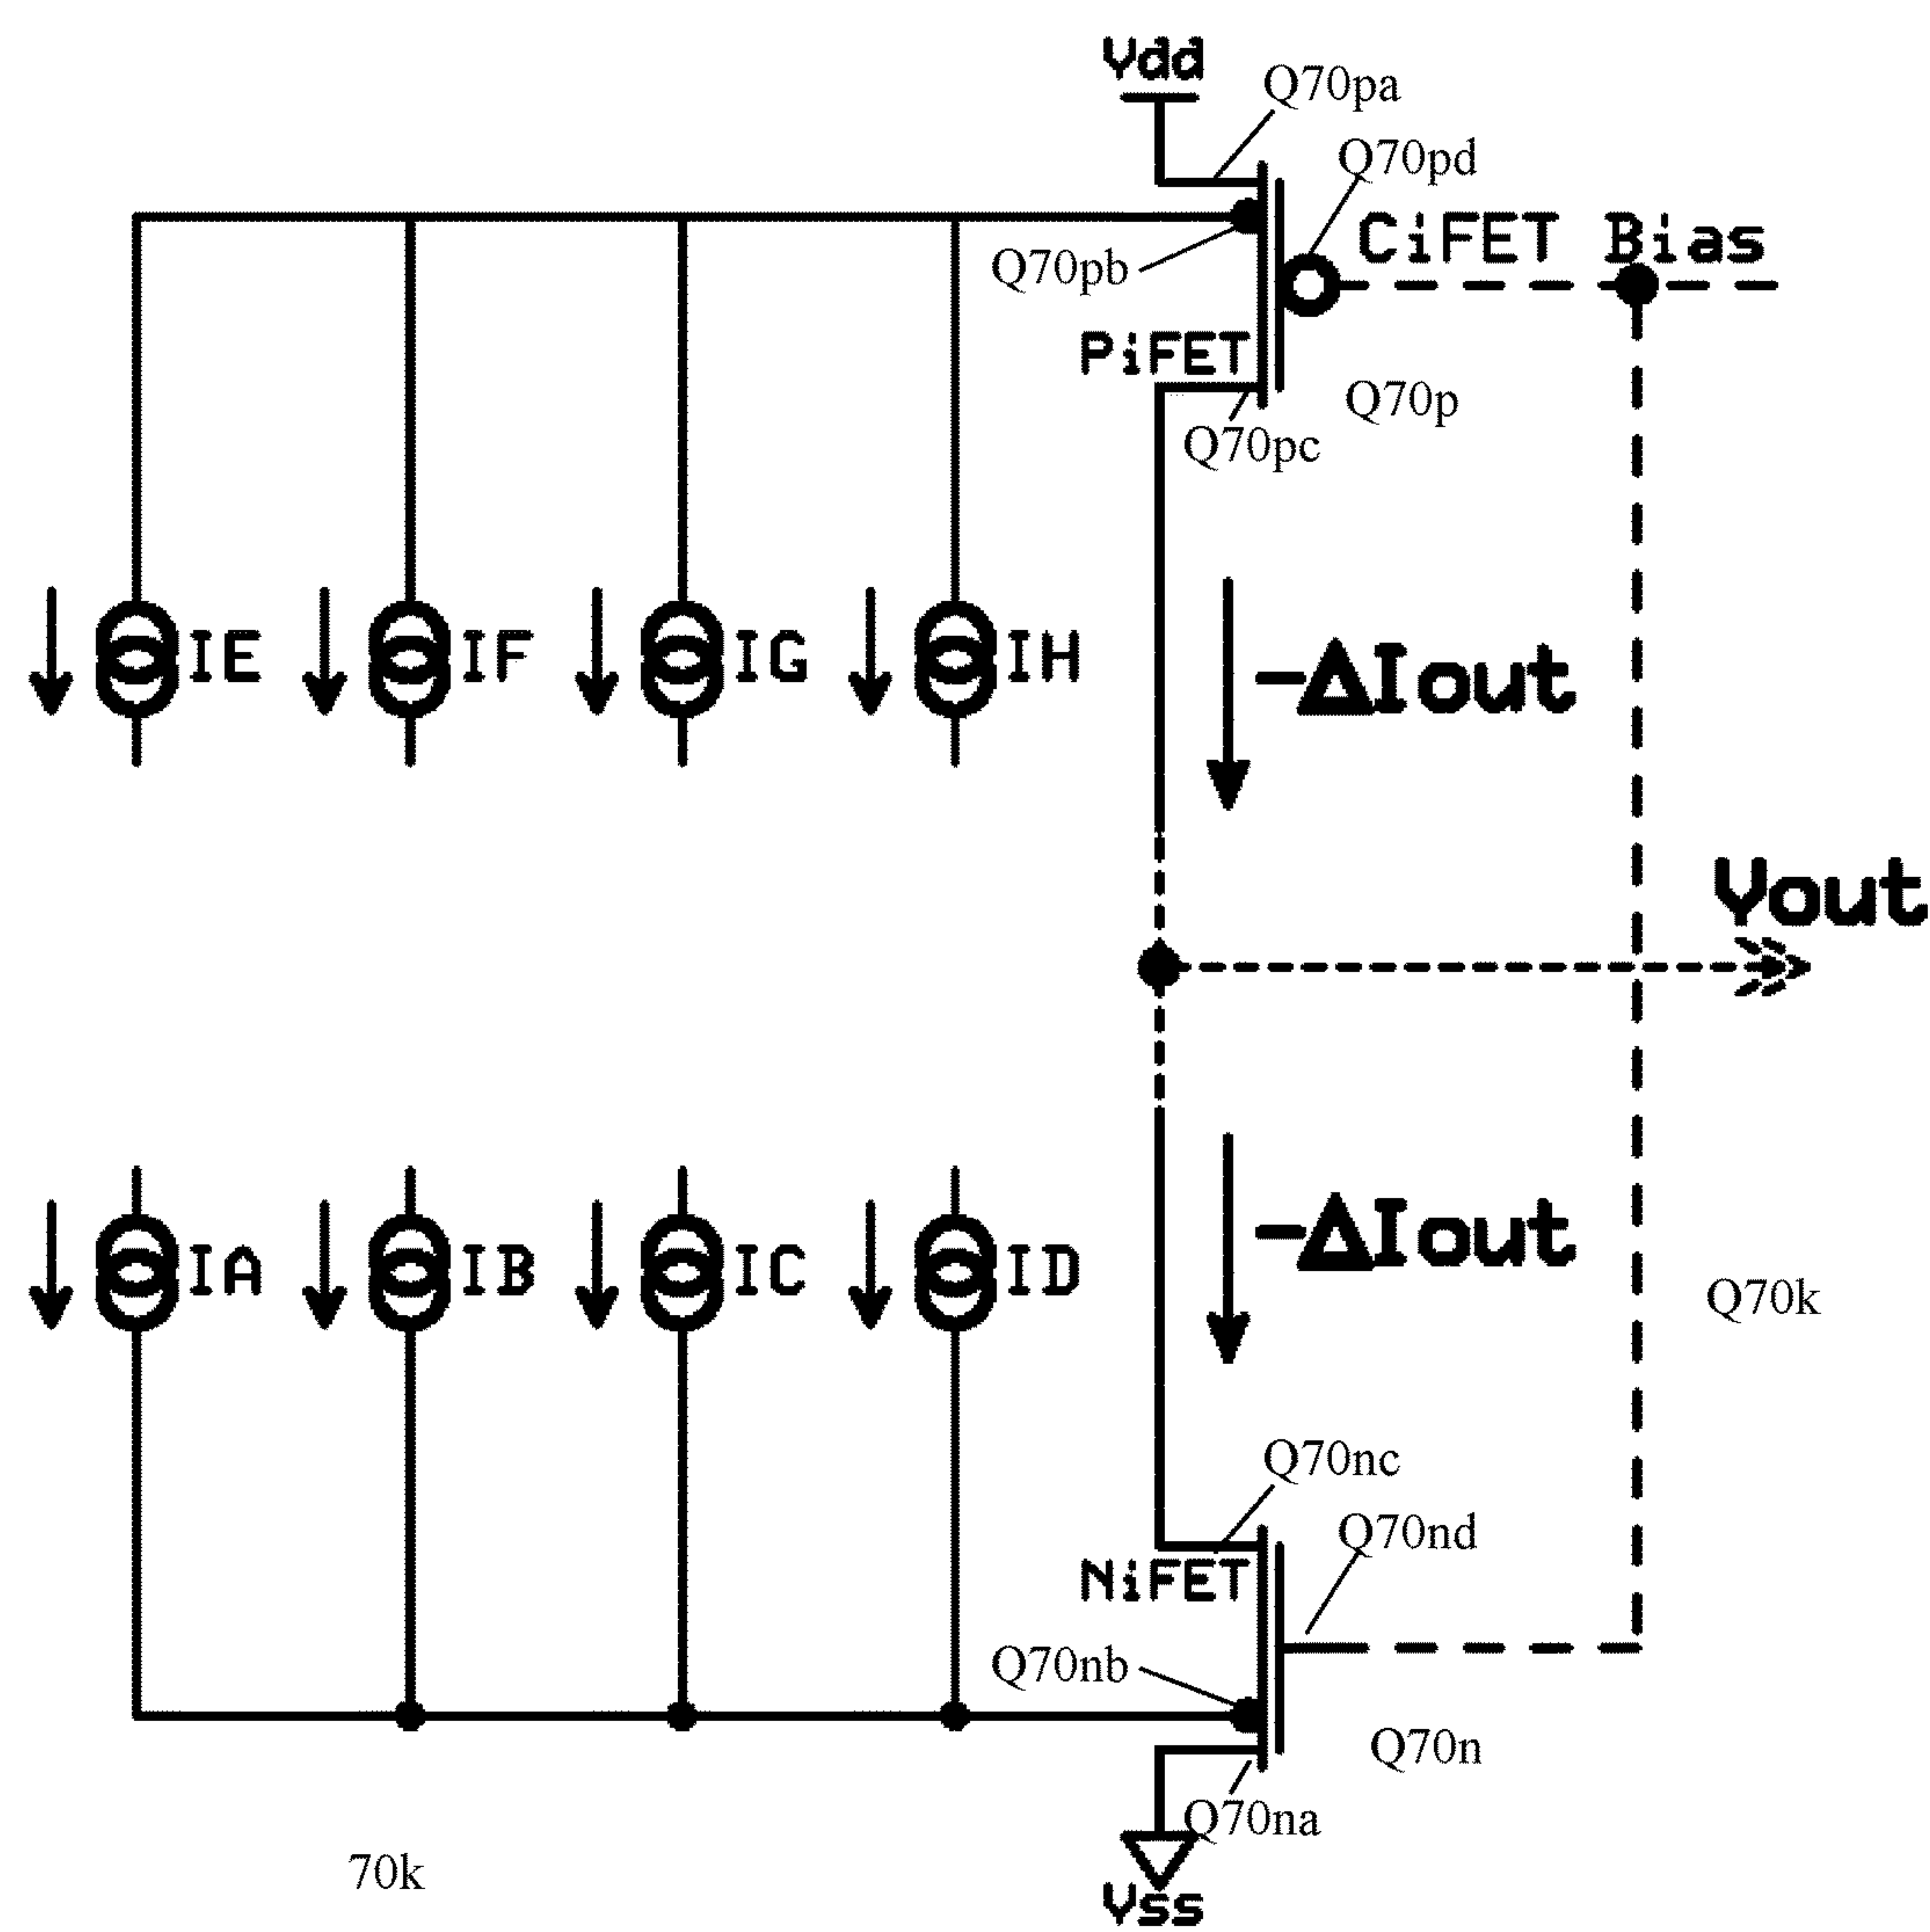 Vdd
Q70pa
Q70pd
CiFET Bias
Q70pb
PiFET
Q70p
Q70pc
IE
IF
IG
IH
-ΔIout
Vout
IA
IB
IC
ID
-ΔIout
Q70k
Q70nc
Q70nd
NiFET
Q70nb
Q70n
Q70na
70k
Vss